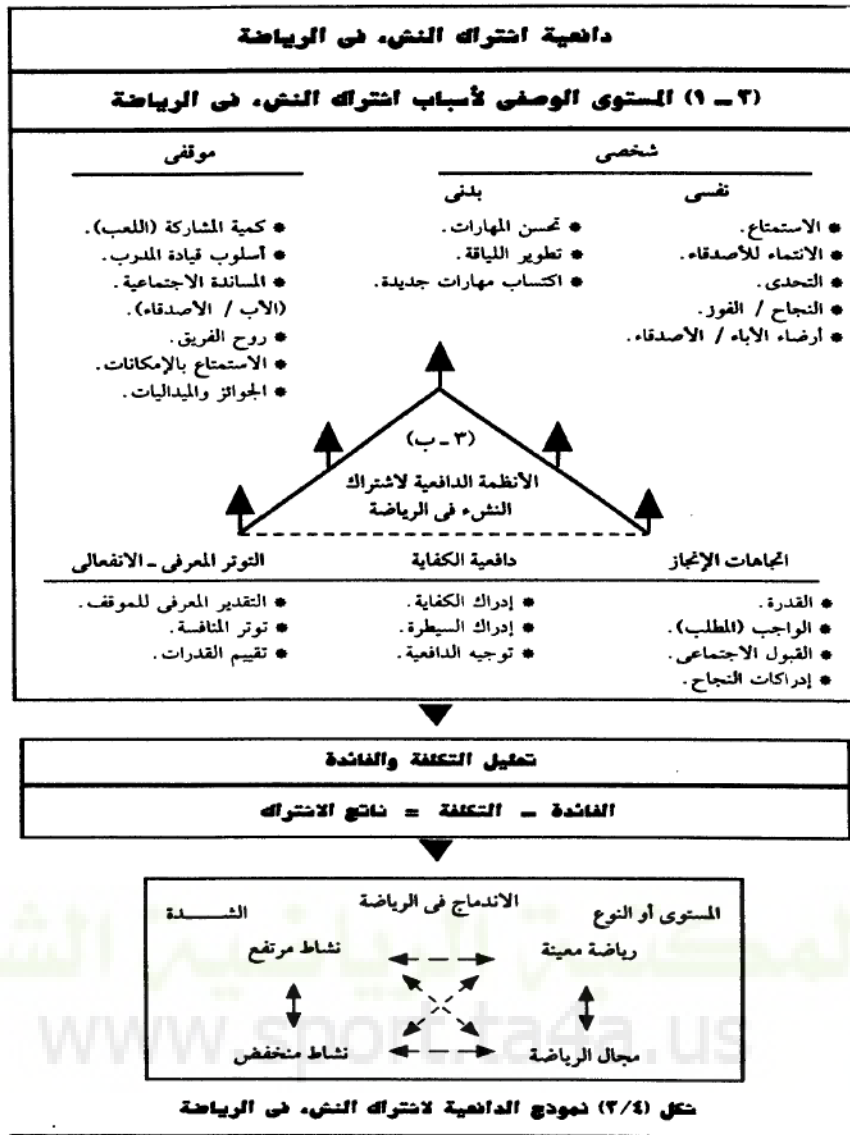 دافعية اشتراك النشء فى الرياضة
(٣ – ٩) المستوى الوصفى لأسباب اشتراك النشء فى الرياضة
شخصى
موقفى
نفسى
بدنى
* الاستمتاع.
* الانتماء للأصدقاء.
* التحدى.
* النجاح / الفوز.
* أرضاء الآباء / الأصدقاء.
* تحسن المهارات.
* تطوير اللياقة.
* اكتساب مهارات جديدة.
* كمية المشاركة (اللعب).
* أسلوب قيادة المدرب.
* المساندة الاجتماعية.
(الأب / الأصدقاء).
* روح الفريق.
* الاستمتاع بالإمكانات.
* الجوائز والميداليات.
(٣ – ب)
الأنظمة الدافعية لاشتراك
النشء فى الرياضة
اتجاهات الإنجاز
دافعية الكفاية
التوتر المعرفى – الانفعالى
* القدرة.
* الواجب (المطلب).
* القبول الاجتماعى.
* إدراكات النجاح.
* إدراك الكفاية.
* إدراك السيطرة.
* توجيه الدافعية.
* التقدير المعرفى للموقف.
* توتر المنافسة.
* تقييم القدرات.
تحليل التكلفة والفائدة
الفائدة – التكلفة = ناتج الاشتراك
المستوى أو النوع
الاندماج فى الرياضة
الشـــــدة
رياضة معينة
نشاط مرتفع
مجال الرياضة
نشاط منخفض
المكتبة الرياضية الش
www.sport.ta4a.us
شكل (٣/٤) نموذج الدافعية لاشتراك النشء فى الرياضة